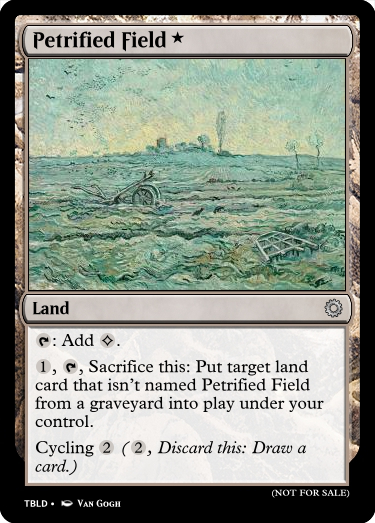 Petrified Field ★
Land
: Add .
1, , Sacrifice this: Put target land
card that isn't named Petrified Field
from a graveyard into play under your
control.
Cycling 2 ( 2, Discard this: Draw a
card.)
(NOT FOR SALE)
TBLD • VAN GOGH